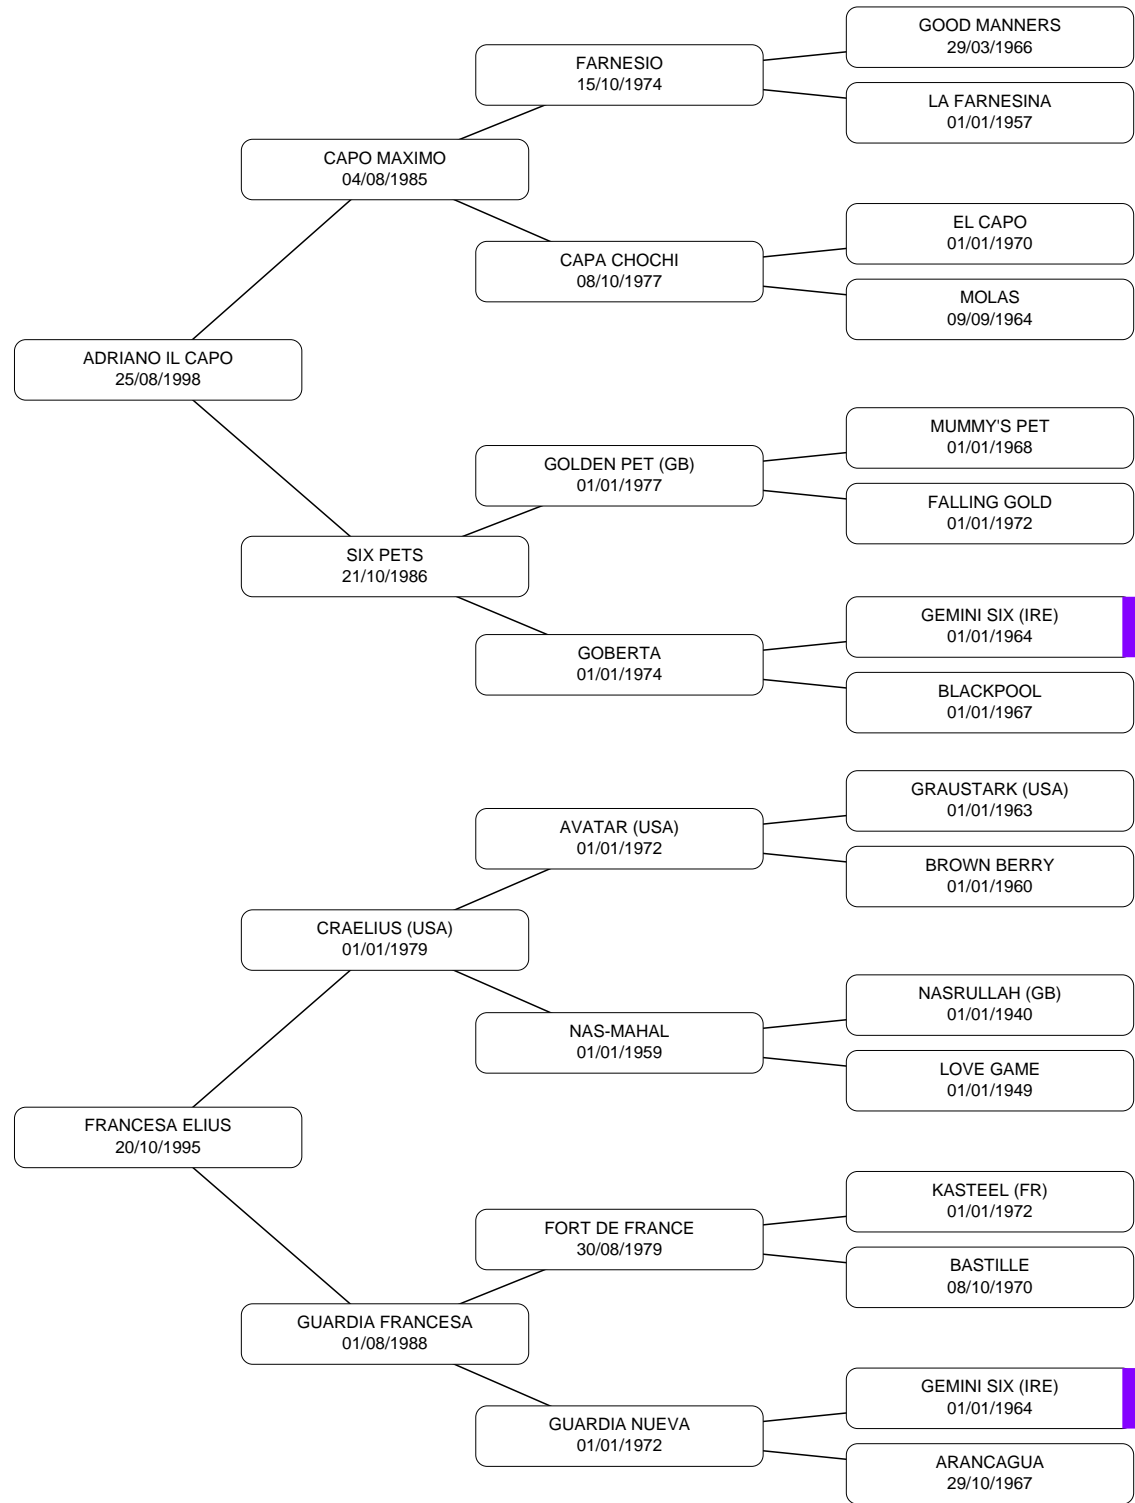 GOOD MANNERS
29/03/1966
FARNESIO
15/10/1974
LA FARNESINA
01/01/1957
CAPO MAXIMO
04/08/1985
EL CAPO
01/01/1970
CAPA CHOCHI
08/10/1977
MOLAS
09/09/1964
ADRIANO IL CAPO
25/08/1998
MUMMY'S PET
01/01/1968
GOLDEN PET (GB)
01/01/1977
FALLING GOLD
01/01/1972
SIX PETS
21/10/1986
GEMINI SIX (IRE)
01/01/1964
GOBERTA
01/01/1974
BLACKPOOL
01/01/1967
GRAUSTARK (USA)
01/01/1963
AVATAR (USA)
01/01/1972
BROWN BERRY
01/01/1960
CRAELIUS (USA)
01/01/1979
NASRULLAH (GB)
01/01/1940
NAS-MAHAL
01/01/1959
LOVE GAME
01/01/1949
FRANCESA ELIUS
20/10/1995
KASTEEL (FR)
01/01/1972
FORT DE FRANCE
30/08/1979
BASTILLE
08/10/1970
GUARDIA FRANCESA
01/08/1988
GEMINI SIX (IRE)
01/01/1964
GUARDIA NUEVA
01/01/1972
ARANCAGUA
29/10/1967